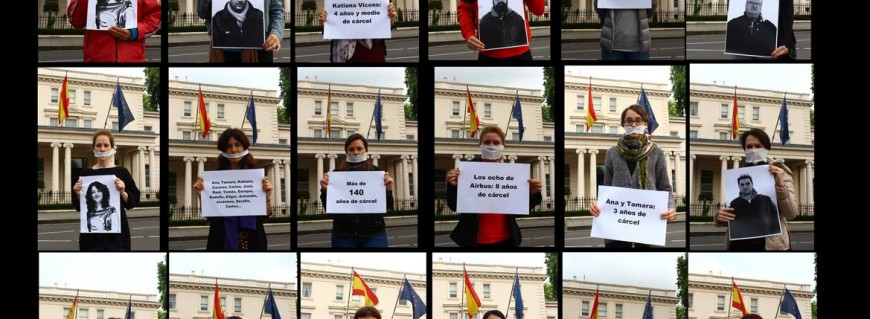 Katiana Vicens:
4 años y medio
de cárcel
Ana, Tamara, Katiana,
Carmen, Carlos, José,
Raúl, Tomás, Enrique,
Rodolfo, Edgar, Armando,
Jerónimo, Serafín,
Carlos...
Más de
140
años de cárcel
Los ocho de
Airbus: 8 años
de cárcel
Ana y Tamara:
3 años de
cárcel